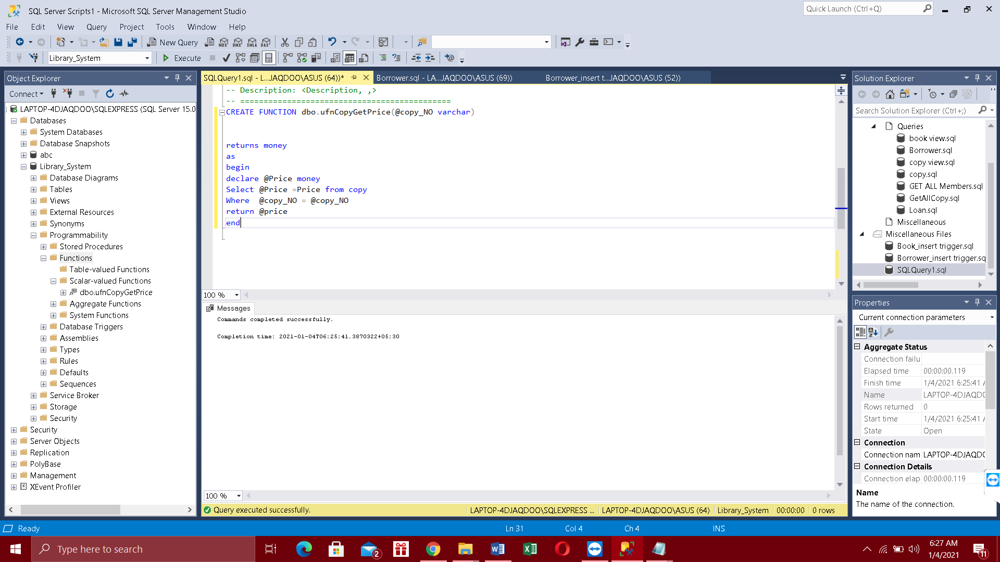 SQL Server Scripts1 - Microsoft SQL Server Management Studio
Quick Launch (Ctrl+Q)
File Edit View Query Project Tools Window Help
New Query MDX DMX XMLA DAX
Library_System Execute
Object Explorer
Connect
LAPTOP-4DJAQDOO\SQLEXPRESS (SQL Server 15.0
Databases
System Databases
Database Snapshots
abc
Library_System
Database Diagrams
Tables
Views
External Resources
Synonyms
Programmability
Stored Procedures
Functions
Table-valued Functions
Scalar-valued Functions
dbo.ufnCopyGetPrice
Aggregate Functions
System Functions
Database Triggers
Assemblies
Types
Rules
Defaults
Sequences
Service Broker
Storage
Security
Security
Server Objects
Replication
PolyBase
Management
XEvent Profiler
SQLQuery1.sql - L...JAQDOO\ASUS (64))* Borrower.sql - LA...JAQDOO\ASUS (69)) Borrower_insert t...JAQDOO\ASUS (52))
-- Description: <Description, ,>
-- =============================================
CREATE FUNCTION dbo.ufnCopyGetPrice(@copy_NO varchar)
returns money
as
begin
declare @Price money
Select @Price =Price from copy
Where @copy_NO = @copy_NO
return @price
end
100 %
Messages
Commands completed successfully.
Completion time: 2021-01-04T06:25:41.3870322+05:30
100 %
Query executed successfully. LAPTOP-4DJAQDOO\SQLEXPRESS ... LAPTOP-4DJAQDOO\ASUS (64) Library_System 00:00:00 0 rows
Solution Explorer
Search Solution Explorer (Ctrl+;)
Queries
book view.sql
Borrower.sql
copy view.sql
copy.sql
GET ALL Members.sql
GetAllCopy.sql
Loan.sql
Miscellaneous
Miscellaneous Files
Book_insert trigger.sql
Borrower_insert trigger.sq
SQLQuery1.sql
Properties
Current connection parameters
Aggregate Status
Connection failu
Elapsed time 00:00:00.119
Finish time 1/4/2021 6:25:41 A
Name LAPTOP-4DJAQDO
Rows returned 0
Start time 1/4/2021 6:25:41 A
State Open
Connection
Connection nam LAPTOP-4DJAQDO
Connection Details
Connection elap 00:00:00.119
Name
The name of the connection.
Ready Ln 31 Col 4 Ch 4 INS
Type here to search
2
6:27 AM
1/4/2021
11